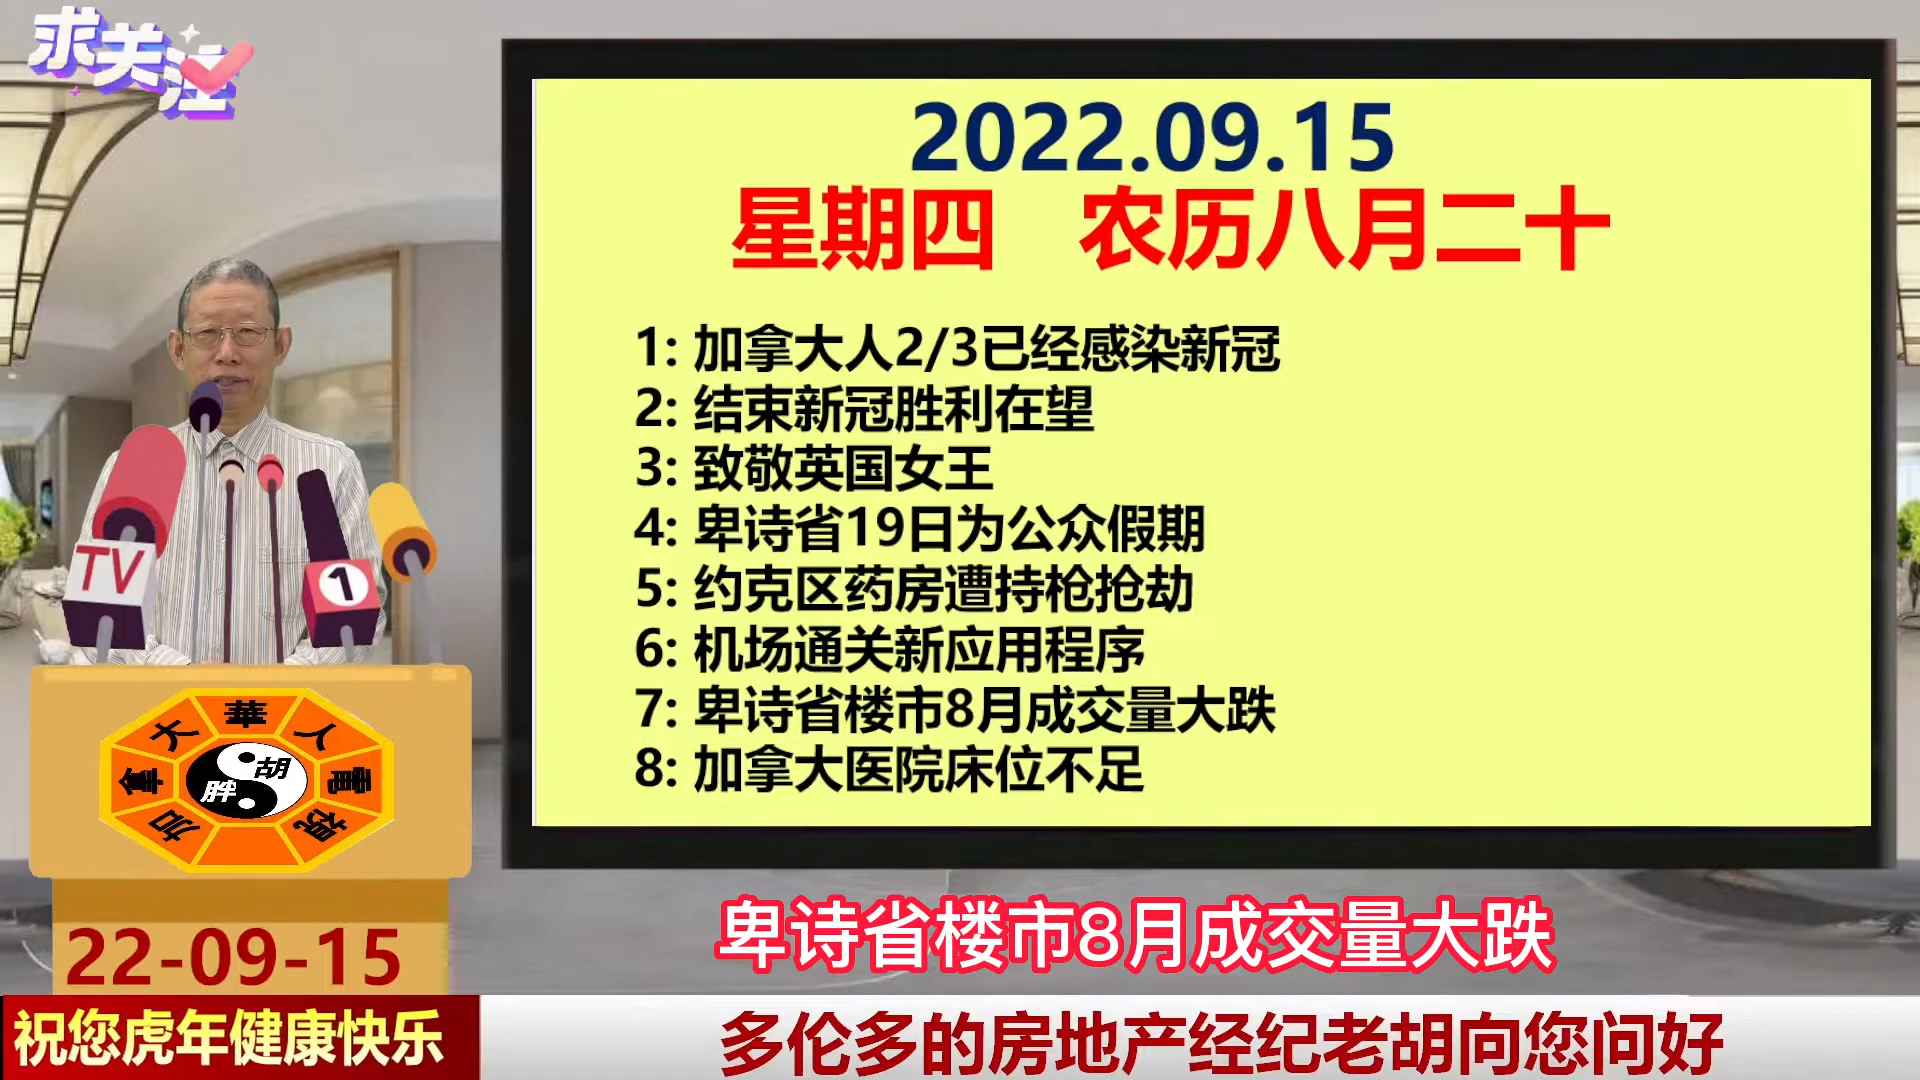 求关注
2022.09.15
星期四 农历八月二十
1: 加拿大人2/3已经感染新冠
2: 结束新冠胜利在望
3: 致敬英国女王
4: 卑诗省19日为公众假期
5: 约克区药房遭持枪抢劫
6: 机场通关新应用程序
7: 卑诗省楼市8月成交量大跌
8: 加拿大医院床位不足
TV
1
加拿大華人電視
胡
胖
22-09-15
卑诗省楼市8月成交量大跌
祝您虎年健康快乐
多伦多的房地产经纪老胡向您问好